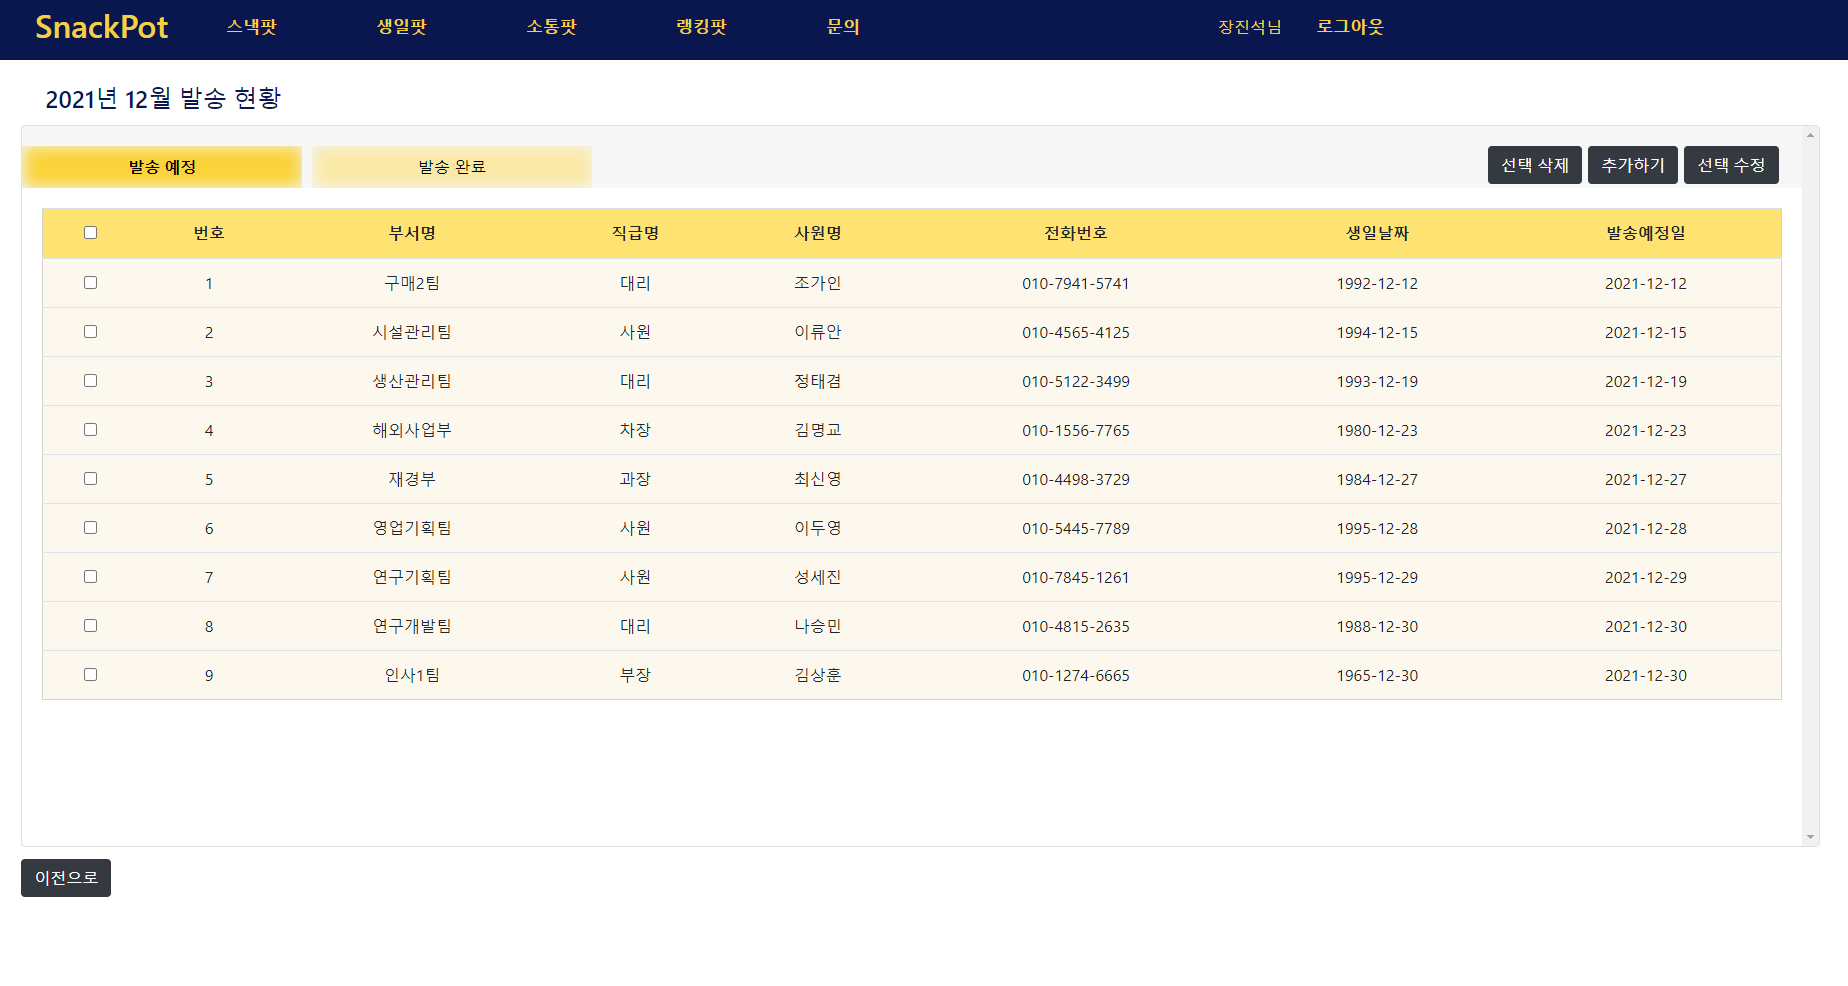 SnackPot 스낵팟 생일팟 소통팟 랭킹팟 문의 장진석님 로그아웃
2021년 12월 발송 현황
발송 예정 발송 완료 선택 삭제 추가하기 선택 수정
번호 부서명 직급명 사원명 전화번호 생일날짜 발송예정일
1 구매2팀 대리 조가인 010-7941-5741 1992-12-12 2021-12-12
2 시설관리팀 사원 이류안 010-4565-4125 1994-12-15 2021-12-15
3 생산관리팀 대리 정태겸 010-5122-3499 1993-12-19 2021-12-19
4 해외사업부 차장 김명교 010-1556-7765 1980-12-23 2021-12-23
5 재경부 과장 최신영 010-4498-3729 1984-12-27 2021-12-27
6 영업기획팀 사원 이두영 010-5445-7789 1995-12-28 2021-12-28
7 연구기획팀 사원 성세진 010-7845-1261 1995-12-29 2021-12-29
8 연구개발팀 대리 나승민 010-4815-2635 1988-12-30 2021-12-30
9 인사1팀 부장 김상훈 010-1274-6665 1965-12-30 2021-12-30
이전으로